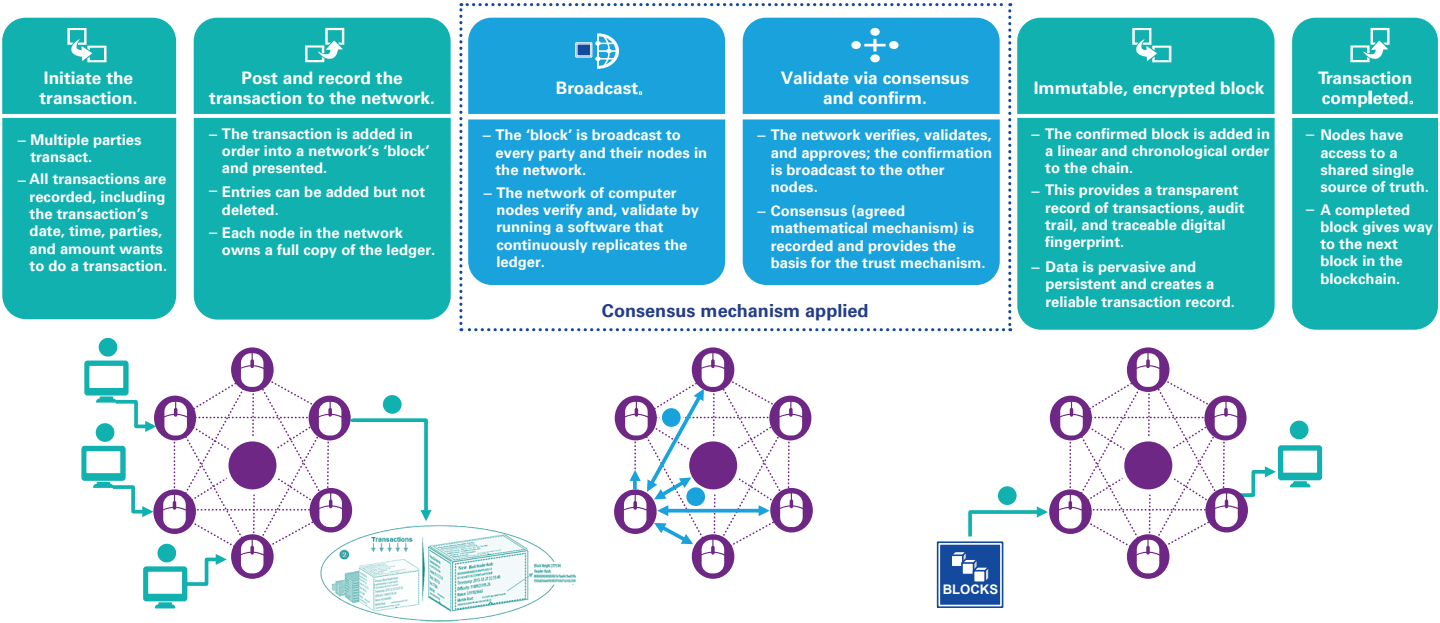 Initiate the
transaction.
– Multiple parties
transact.
– All transactions are
recorded, including
the transaction's
date, time, parties,
and amount wants
to do a transaction.
Post and record the
transaction to the network.
– The transaction is added in
order into a network's ‘block’
and presented.
– Entries can be added but not
deleted.
– Each node in the network
owns a full copy of the ledger.
Broadcast.
– The ‘block’ is broadcast to
every party and their nodes in
the network.
– The network of computer
nodes verify and, validate by
running a software that
continuously replicates the
ledger.
Validate via consensus
and confirm.
– The network verifies, validates,
and approves; the confirmation
is broadcast to the other
nodes.
– Consensus (agreed
mathematical mechanism) is
recorded and provides the
basis for the trust mechanism.
Consensus mechanism applied
Immutable, encrypted block
– The confirmed block is added in
a linear and chronological order
to the chain.
– This provides a transparent
record of transactions, audit
trail, and traceable digital
fingerprint.
– Data is pervasive and
persistent and creates a
reliable transaction record.
Transaction
completed.
– Nodes have
access to a
shared single
source of truth.
– A completed
block gives way
to the next
block in the
blockchain.
2
Transactions
BLOCKS